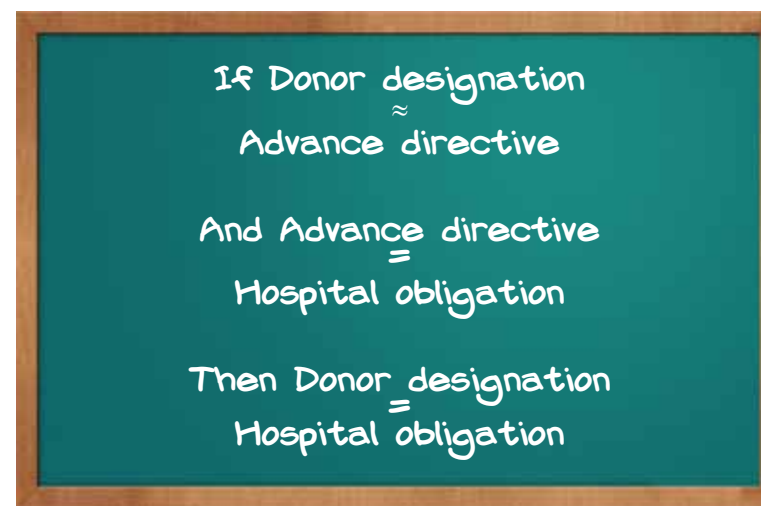 If Donor designation
≈
Advance directive
And Advance directive
=
Hospital obligation
Then Donor designation
=
Hospital obligation